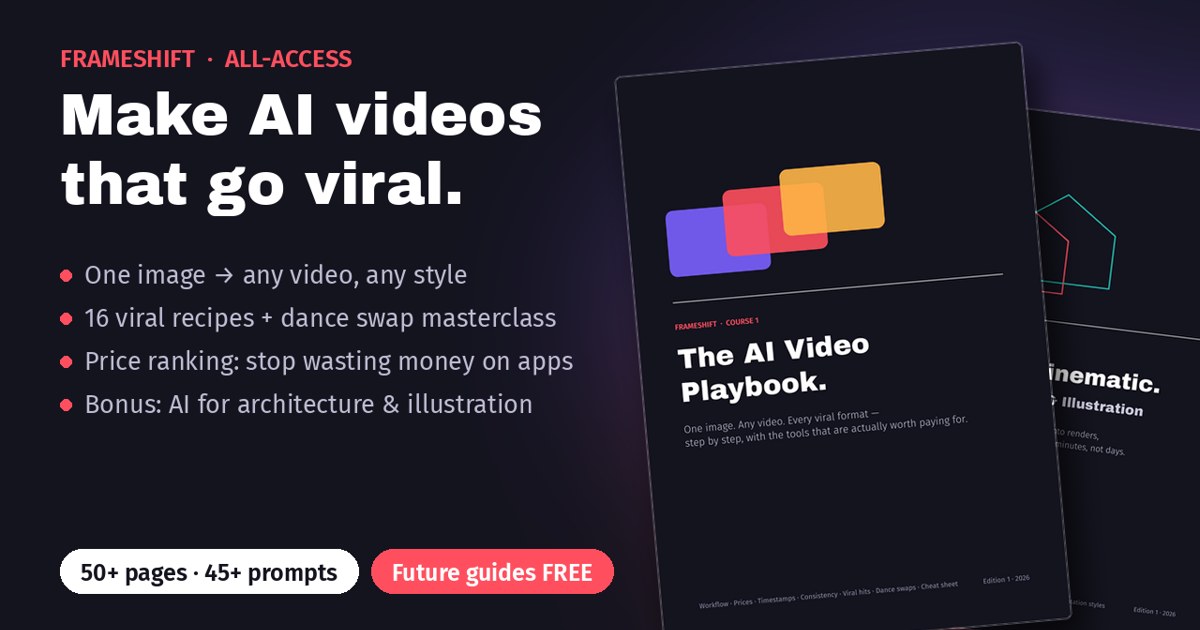 FRAMESHIFT · ALL-ACCESS
Make AI videos
that go viral.
One image → any video, any style
16 viral recipes + dance swap masterclass
Price ranking: stop wasting money on apps
Bonus: AI for architecture & illustration
50+ pages · 45+ prompts
Future guides FREE
FRAMESHIFT · COURSE 1
The AI Video
Playbook.
One image. Any video. Every viral format —
step by step, with the tools that are actually worth paying for.
Workflow · Prices · Timestamps · Consistency · Viral hits · Dance swaps · Cheat sheet
Edition 1 · 2026
inematic.
& Illustration
to renders,
minutes, not days.
styles
Edition 1 · 2026